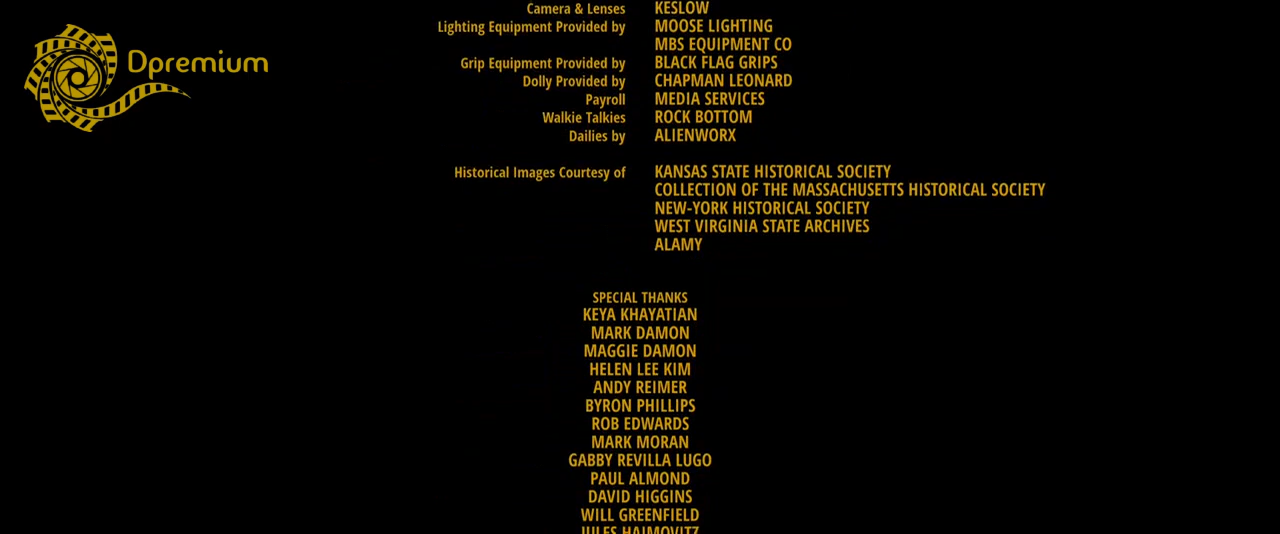 Dpremium
Camera & Lenses KESLOW
Lighting Equipment Provided by MOOSE LIGHTING
MBS EQUIPMENT CO
Grip Equipment Provided by BLACK FLAG GRIPS
Dolly Provided by CHAPMAN LEONARD
Payroll MEDIA SERVICES
Walkie Talkies ROCK BOTTOM
Dailies by ALIENWORX
Historical Images Courtesy of KANSAS STATE HISTORICAL SOCIETY
COLLECTION OF THE MASSACHUSETTS HISTORICAL SOCIETY
NEW-YORK HISTORICAL SOCIETY
WEST VIRGINIA STATE ARCHIVES
ALAMY
SPECIAL THANKS
KEYA KHAYATIAN
MARK DAMON
MAGGIE DAMON
HELEN LEE KIM
ANDY REIMER
BYRON PHILLIPS
ROB EDWARDS
MARK MORAN
GABBY REVILLA LUGO
PAUL ALMOND
DAVID HIGGINS
WILL GREENFIELD
JULES HAIMOVITZ